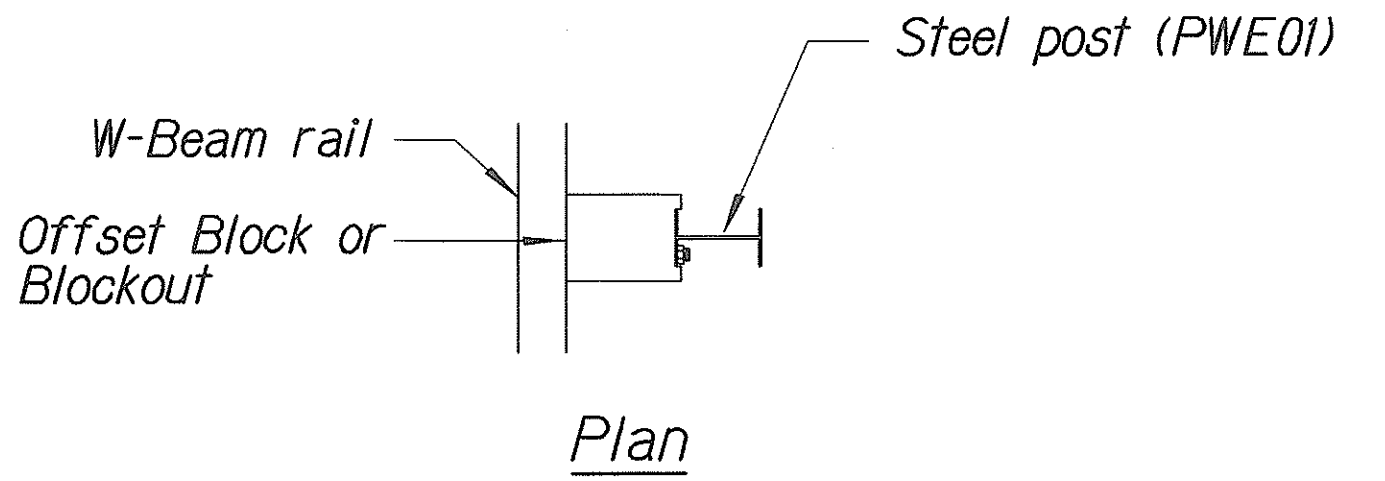 Steel post (PWE01)
W-Beam rail
Offset Block or
Blockout
Plan